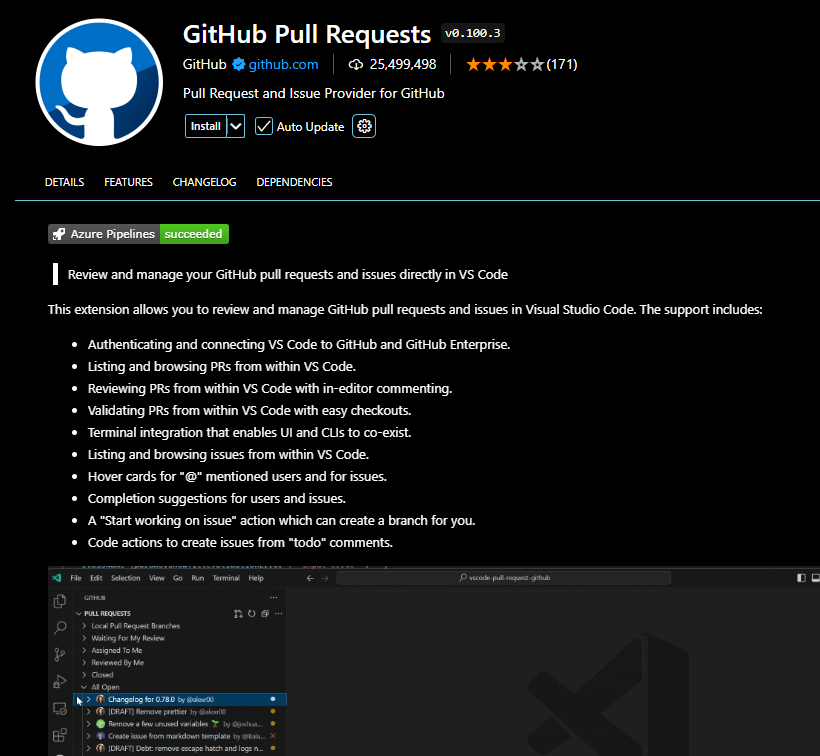 GitHub Pull Requests v0.100.3
GitHub github.com 25,499,498 (171)
Pull Request and Issue Provider for GitHub
Install Auto Update
DETAILS FEATURES CHANGELOG DEPENDENCIES
Azure Pipelines succeeded
Review and manage your GitHub pull requests and issues directly in VS Code
This extension allows you to review and manage GitHub pull requests and issues in Visual Studio Code. The support includes:
• Authenticating and connecting VS Code to GitHub and GitHub Enterprise.
• Listing and browsing PRs from within VS Code.
• Reviewing PRs from within VS Code with in-editor commenting.
• Validating PRs from within VS Code with easy checkouts.
• Terminal integration that enables UI and CLIs to co-exist.
• Listing and browsing issues from within VS Code.
• Hover cards for "@" mentioned users and for issues.
• Completion suggestions for users and issues.
• A "Start working on issue" action which can create a branch for you.
• Code actions to create issues from "todo" comments.
File Edit Selection View Go Run Terminal Help vscode-pull-request-github
GITHUB
PULL REQUESTS
Local Pull Request Branches
Waiting For My Review
Assigned To Me
Reviewed By Me
Closed
All Open
Changelog for 0.78.0 by @alexr00
[DRAFT] Remove prettier by @alexr00
Remove a few unused variables by @joshua...
Create issue from markdown template by @Bala...
[DRAFT] Debt: remove escape hatch and logs n...